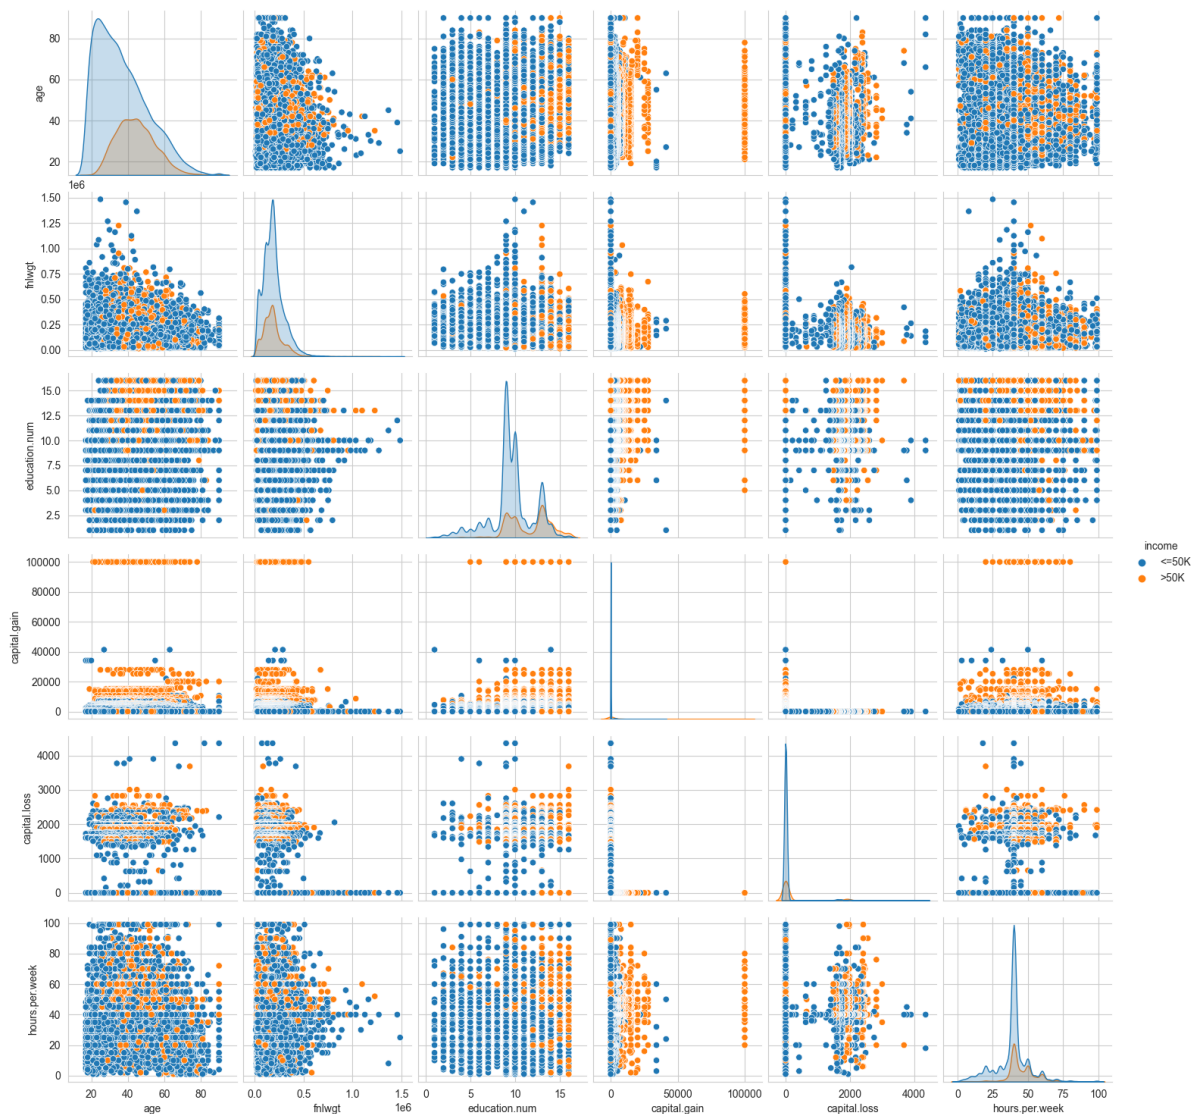 80
60
40
20
age
1e6
1.50
1.25
1.00
0.75
0.50
0.25
0.00
fnlwgt
15.0
12.5
10.0
7.5
5.0
2.5
education.num
income
<=50K
>50K
100000
80000
60000
40000
20000
0
capital.gain
4000
3000
2000
1000
0
capital.loss
100
80
60
40
20
0
hours.per.week
20 40 60 80
0.0 0.5 1.0 1.5
0 5 10 15
0 50000 100000
0 2000 4000
0 25 50 75 100
1e6
age fnlwgt education.num capital.gain capital.loss hours.per.week